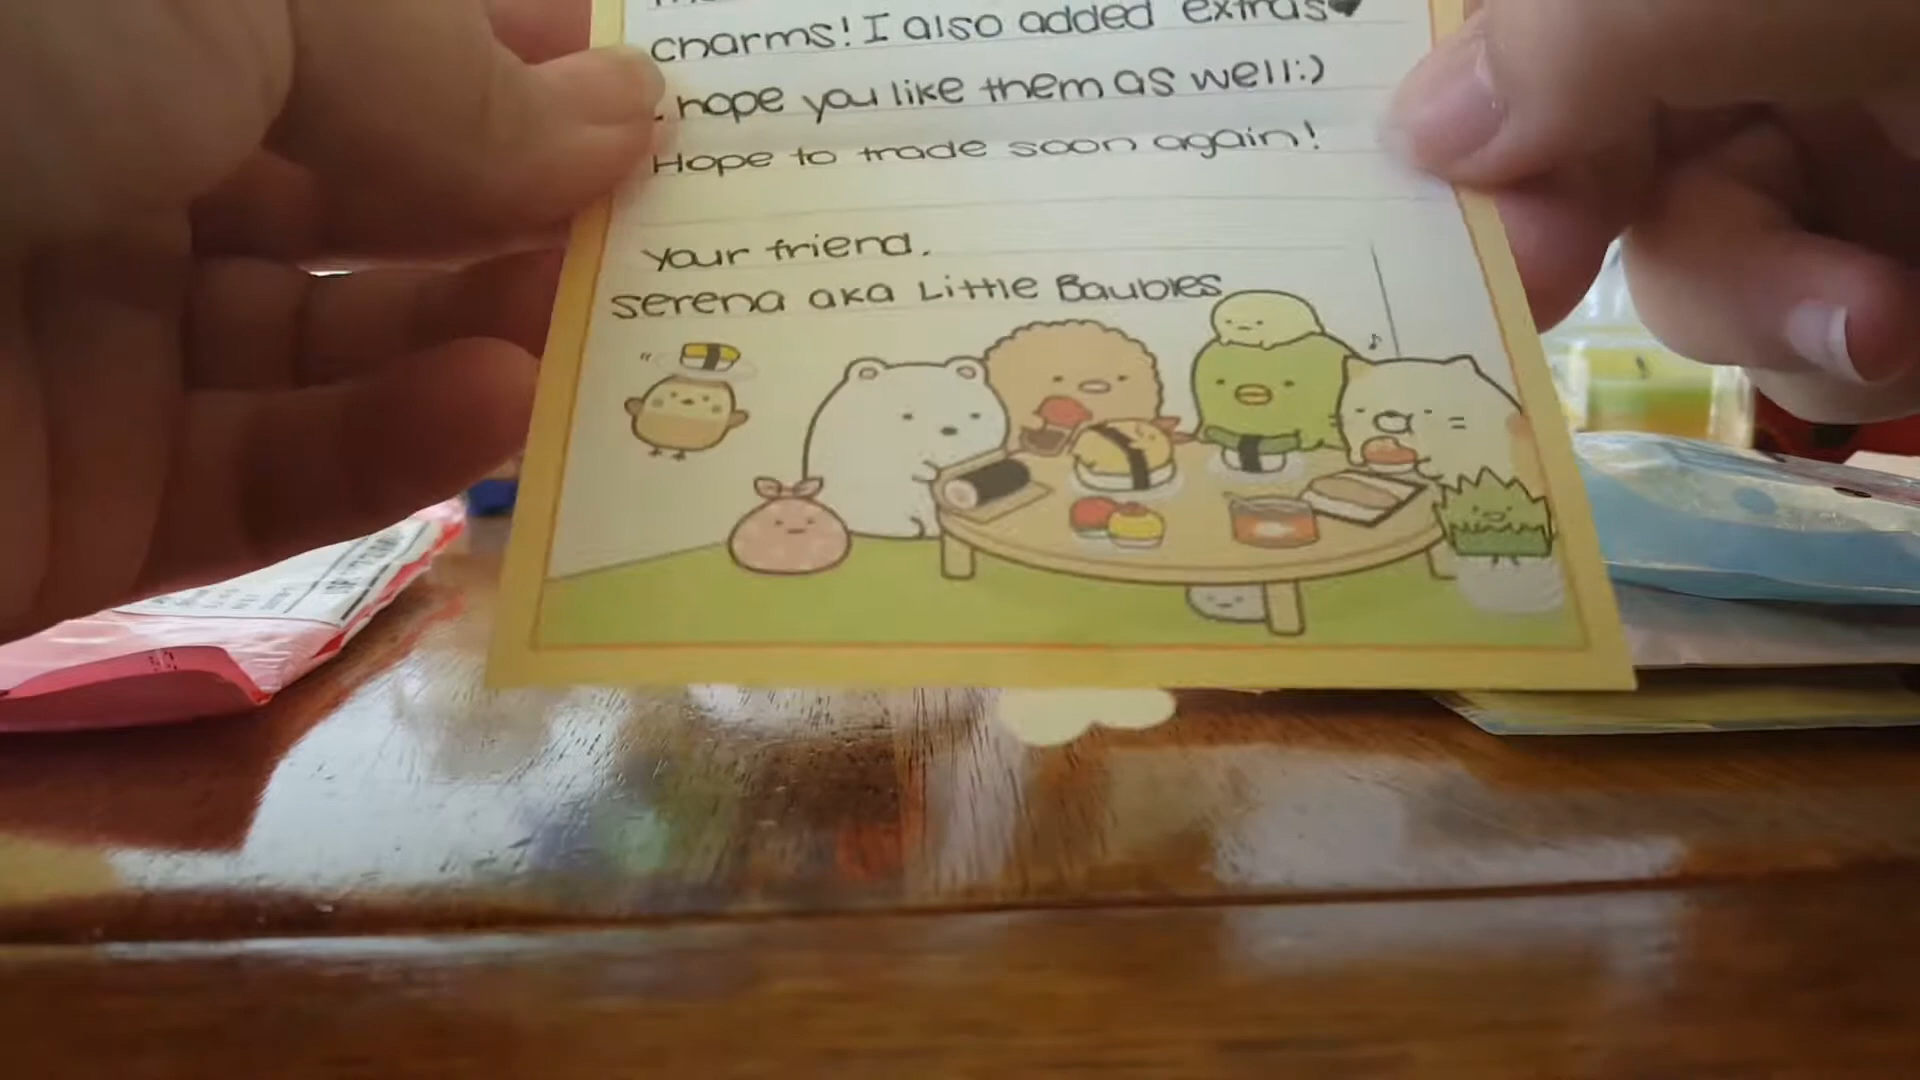 charms! I also added extras♥
I hope you like them as well:)
Hope to trade soon again!
Your friend.
Serena aka Little Baubles